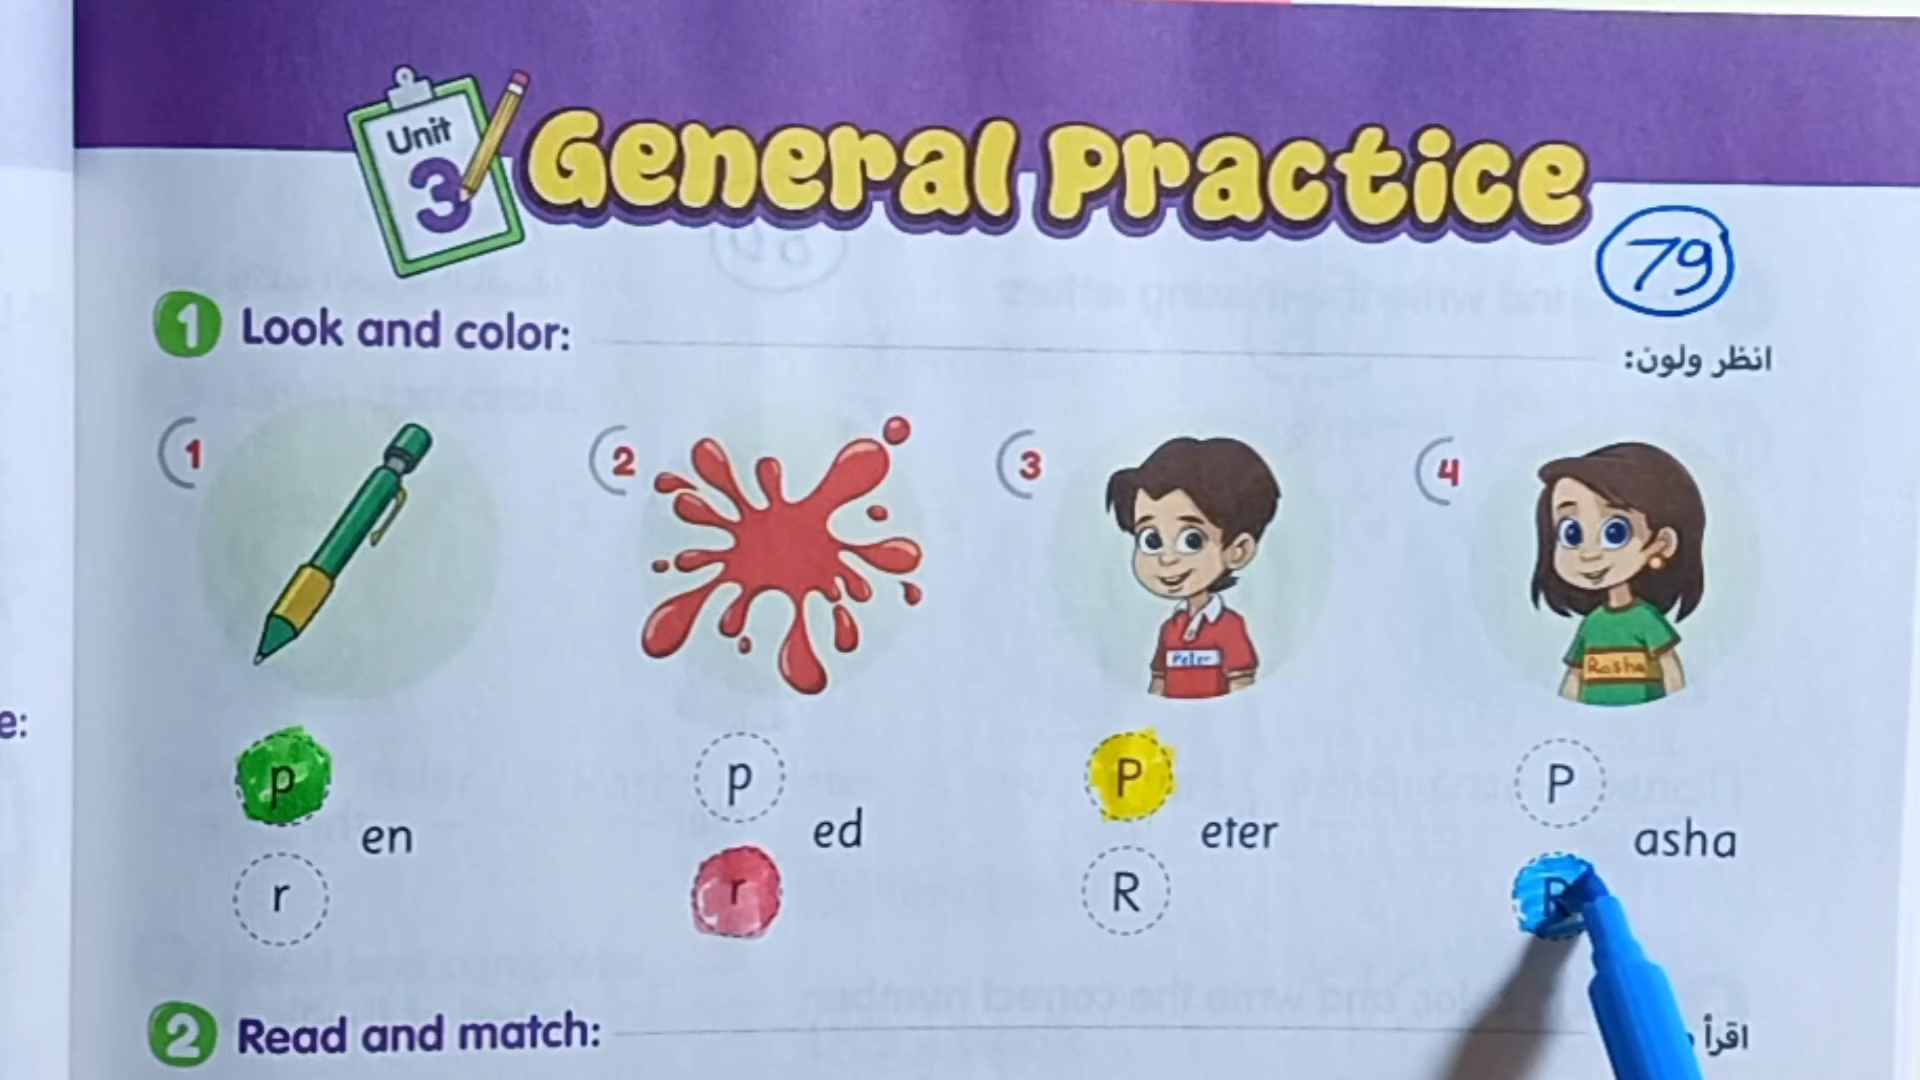 Unit
3
General Practice
79
1 Look and color:
انظر ولون:
1
2
3
4
Peter
Rasha
p
r
en
p
r
ed
P
R
eter
P
R
asha
e:
2 Read and match:
اقرأ